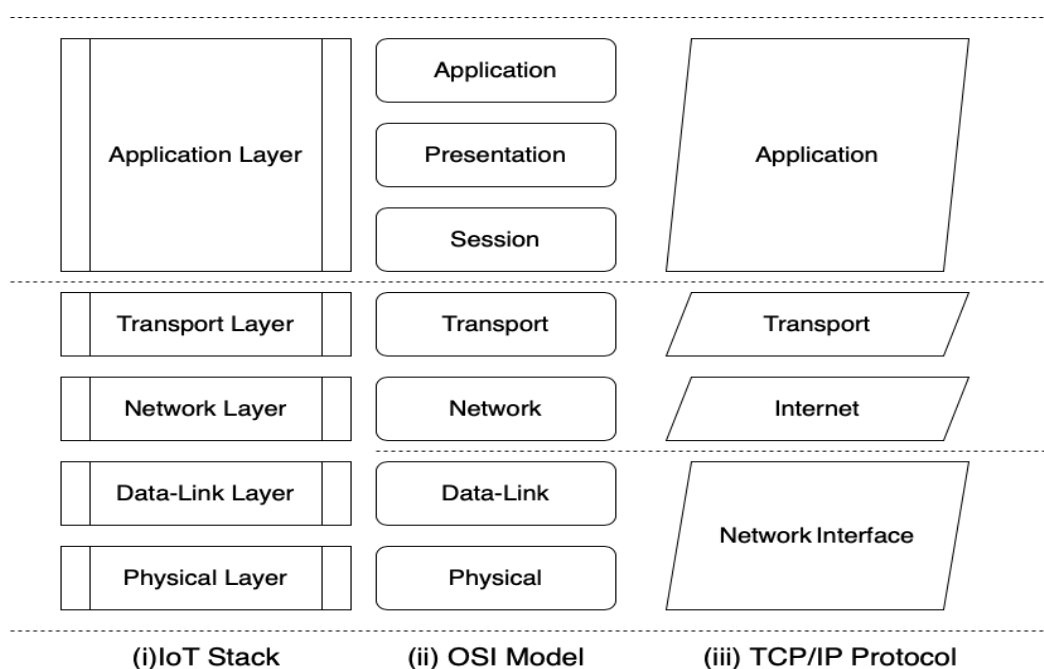 Application Layer
Application
Presentation
Session
Application
Transport Layer
Transport
Transport
Network Layer
Network
Internet
Data-Link Layer
Data-Link
Physical Layer
Physical
Network Interface
(i)IoT Stack
(ii) OSI Model
(iii) TCP/IP Protocol